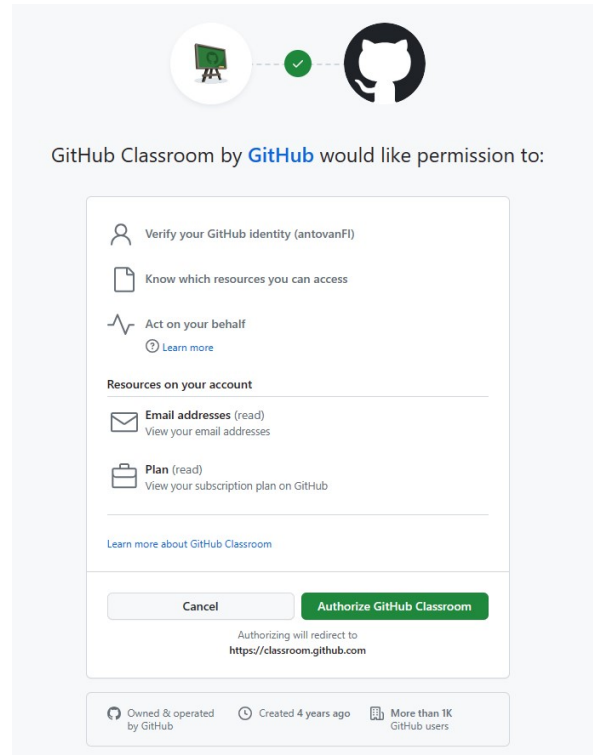 GitHub Classroom by GitHub would like permission to:
Verify your GitHub identity (antovanFI)
Know which resources you can access
Act on your behalf
Learn more
Resources on your account
Email addresses (read)
View your email addresses
Plan (read)
View your subscription plan on GitHub
Learn more about GitHub Classroom
Cancel
Authorize GitHub Classroom
Authorizing will redirect to
https://classroom.github.com
Owned & operated
by GitHub
Created 4 years ago
More than 1K
GitHub users